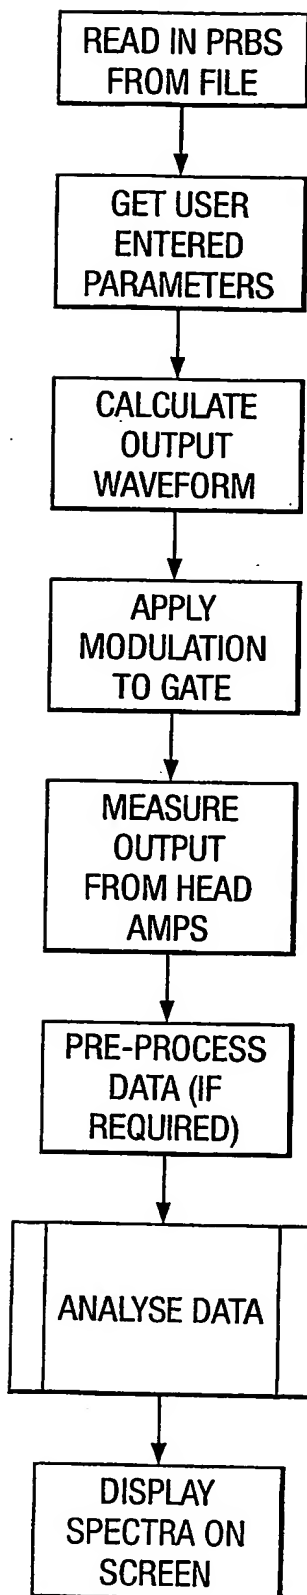 READ IN PRBS
FROM FILE
GET USER
ENTERED
PARAMETERS
CALCULATE
OUTPUT
WAVEFORM
APPLY
MODULATION
TO GATE
MEASURE
OUTPUT
FROM HEAD
AMPS
PRE-PROCESS
DATA (IF
REQUIRED)
ANALYSE DATA
DISPLAY
SPECTRA ON
SCREEN